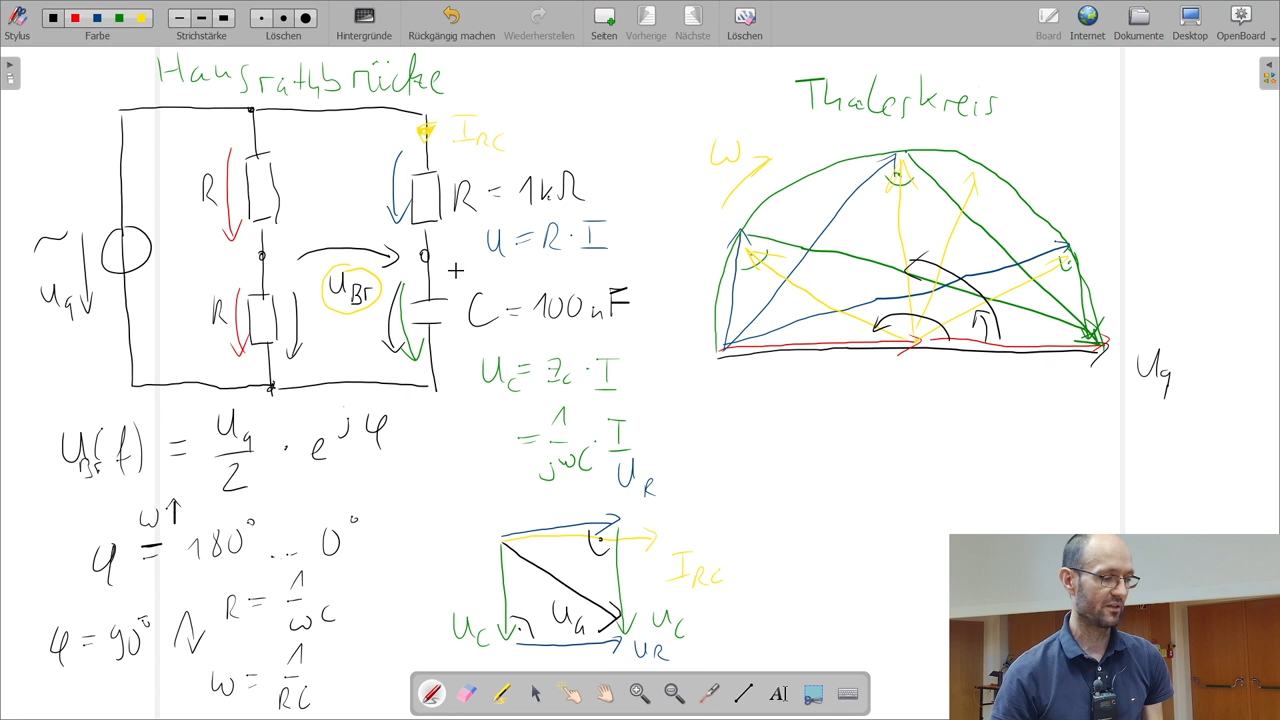 Stylus
Farbe
Strichstärke
Löschen
Hintergründe
Rückgängig machen
Wiederherstellen
Seiten
Vorherige
Nächste
Löschen
Board
Internet
Dokumente
Desktop
OpenBoard
Hausrathbrücke
Thaleskreis
I_RC
ω
R
R = 1kΩ
U = R · I
~
U_q
U_Br
R
C = 100 nF
U_C = Z_C · I
U_q
= 1/jωC · I
U_Br(f) = U_q/2 · e^jφ
U_R
ω↑
φ = 180° ... 0°
I_RC
R = 1/ωC
φ = 90°
U_C
U_q
U_C
U_R
ω = 1/RC